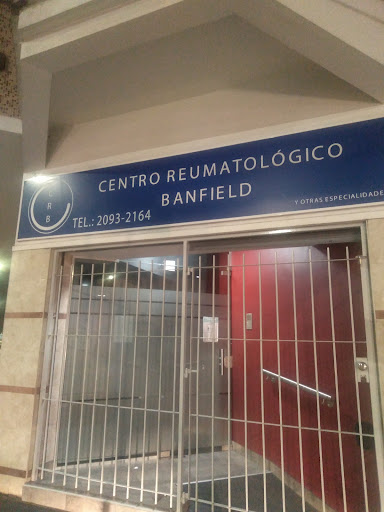 CENTRO REUMATOLÓGICO
BANFIELD
TEL.: 2093-2164
Y OTRAS ESPECIALIDADE
R
B